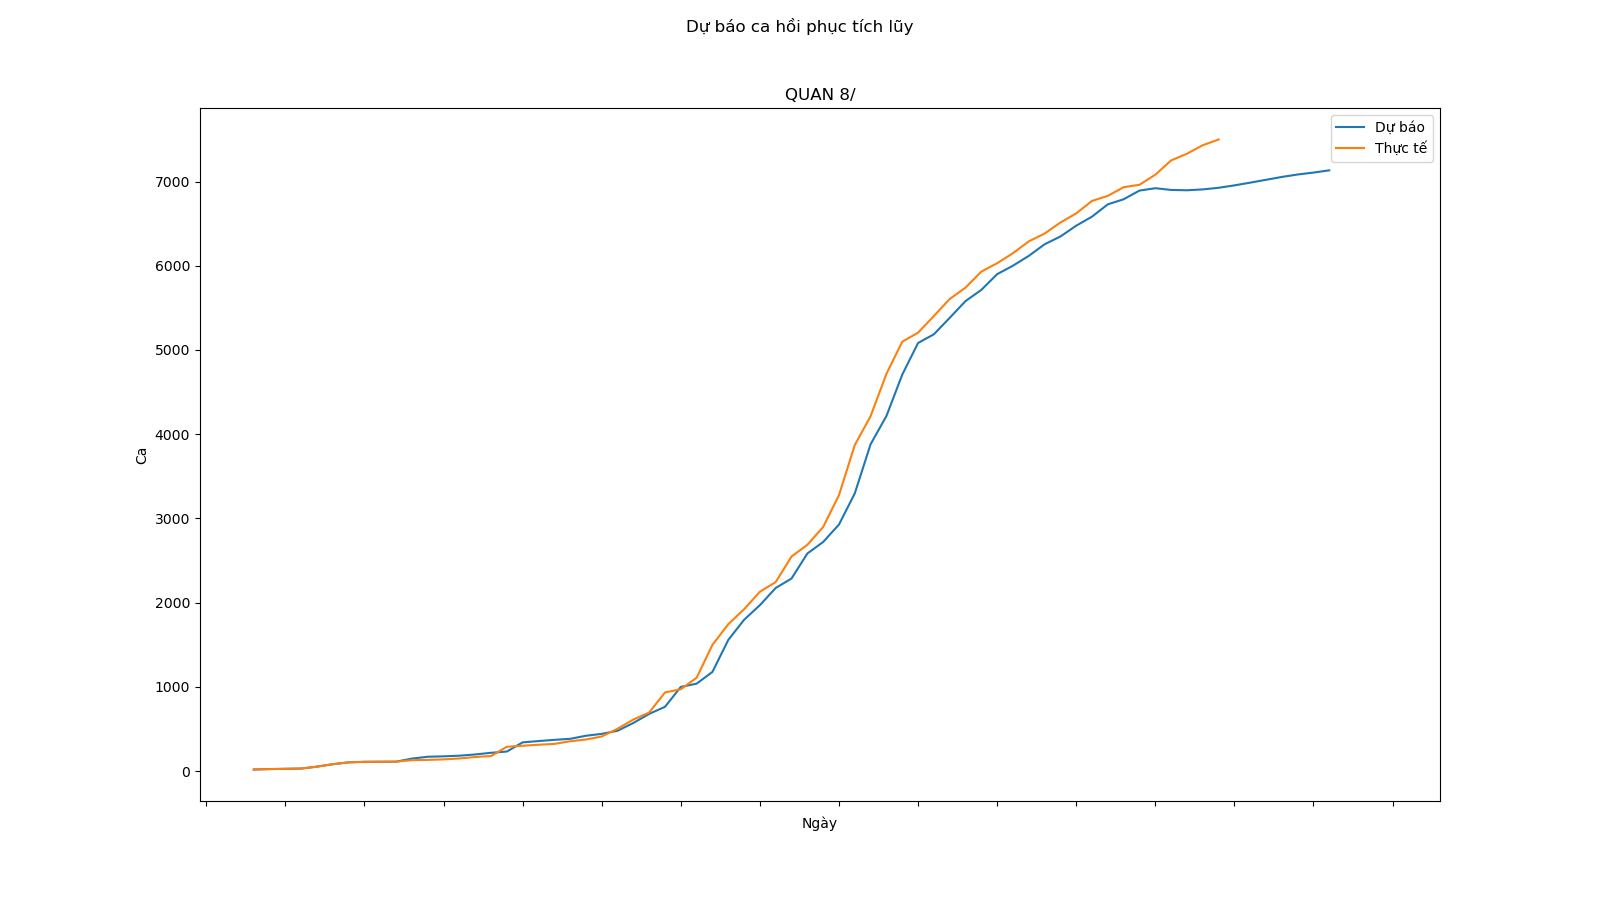 Dự báo ca hồi phục tích lũy
QUAN 8/
Dự báo
Thực tế
7000
6000
5000
4000
3000
2000
1000
0
Ca
Ngày